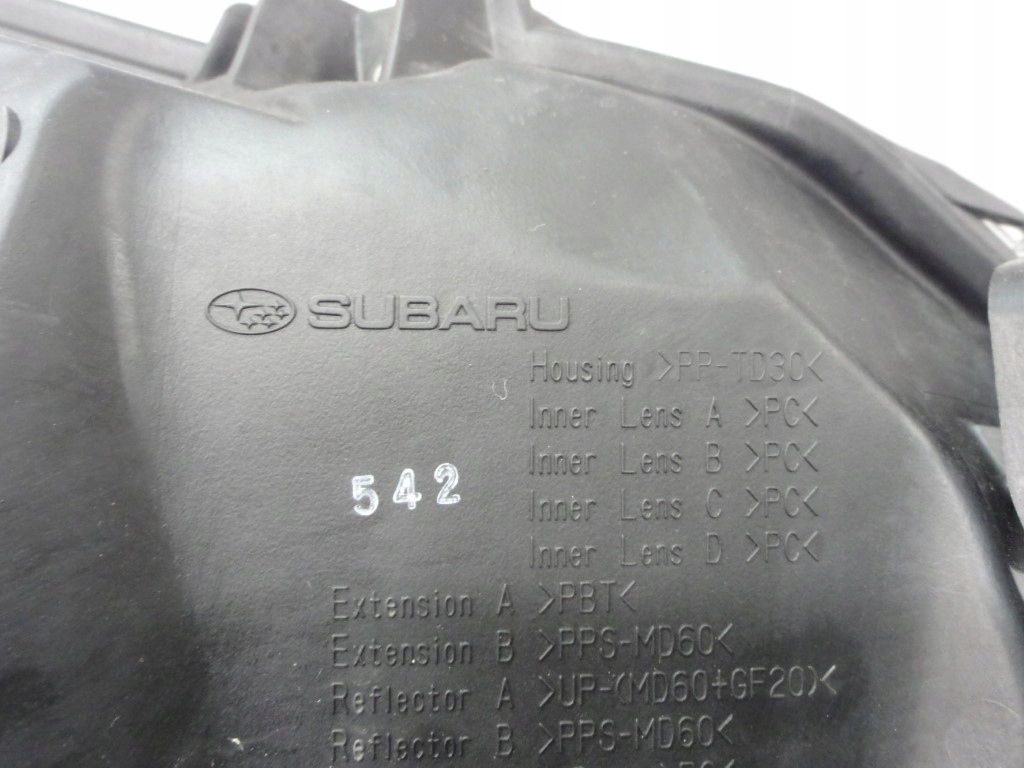 SUBARU
Housing >PP-TD30<
Inner Lens A >PC<
Inner Lens B >PC<
542
Inner Lens C >PC<
Inner Lens D >PC<
Extension A >PBT<
Extension B >PPS-MD60<
Reflector A >UP-(MD60+GF20)<
Reflector B >PPS-MD60<